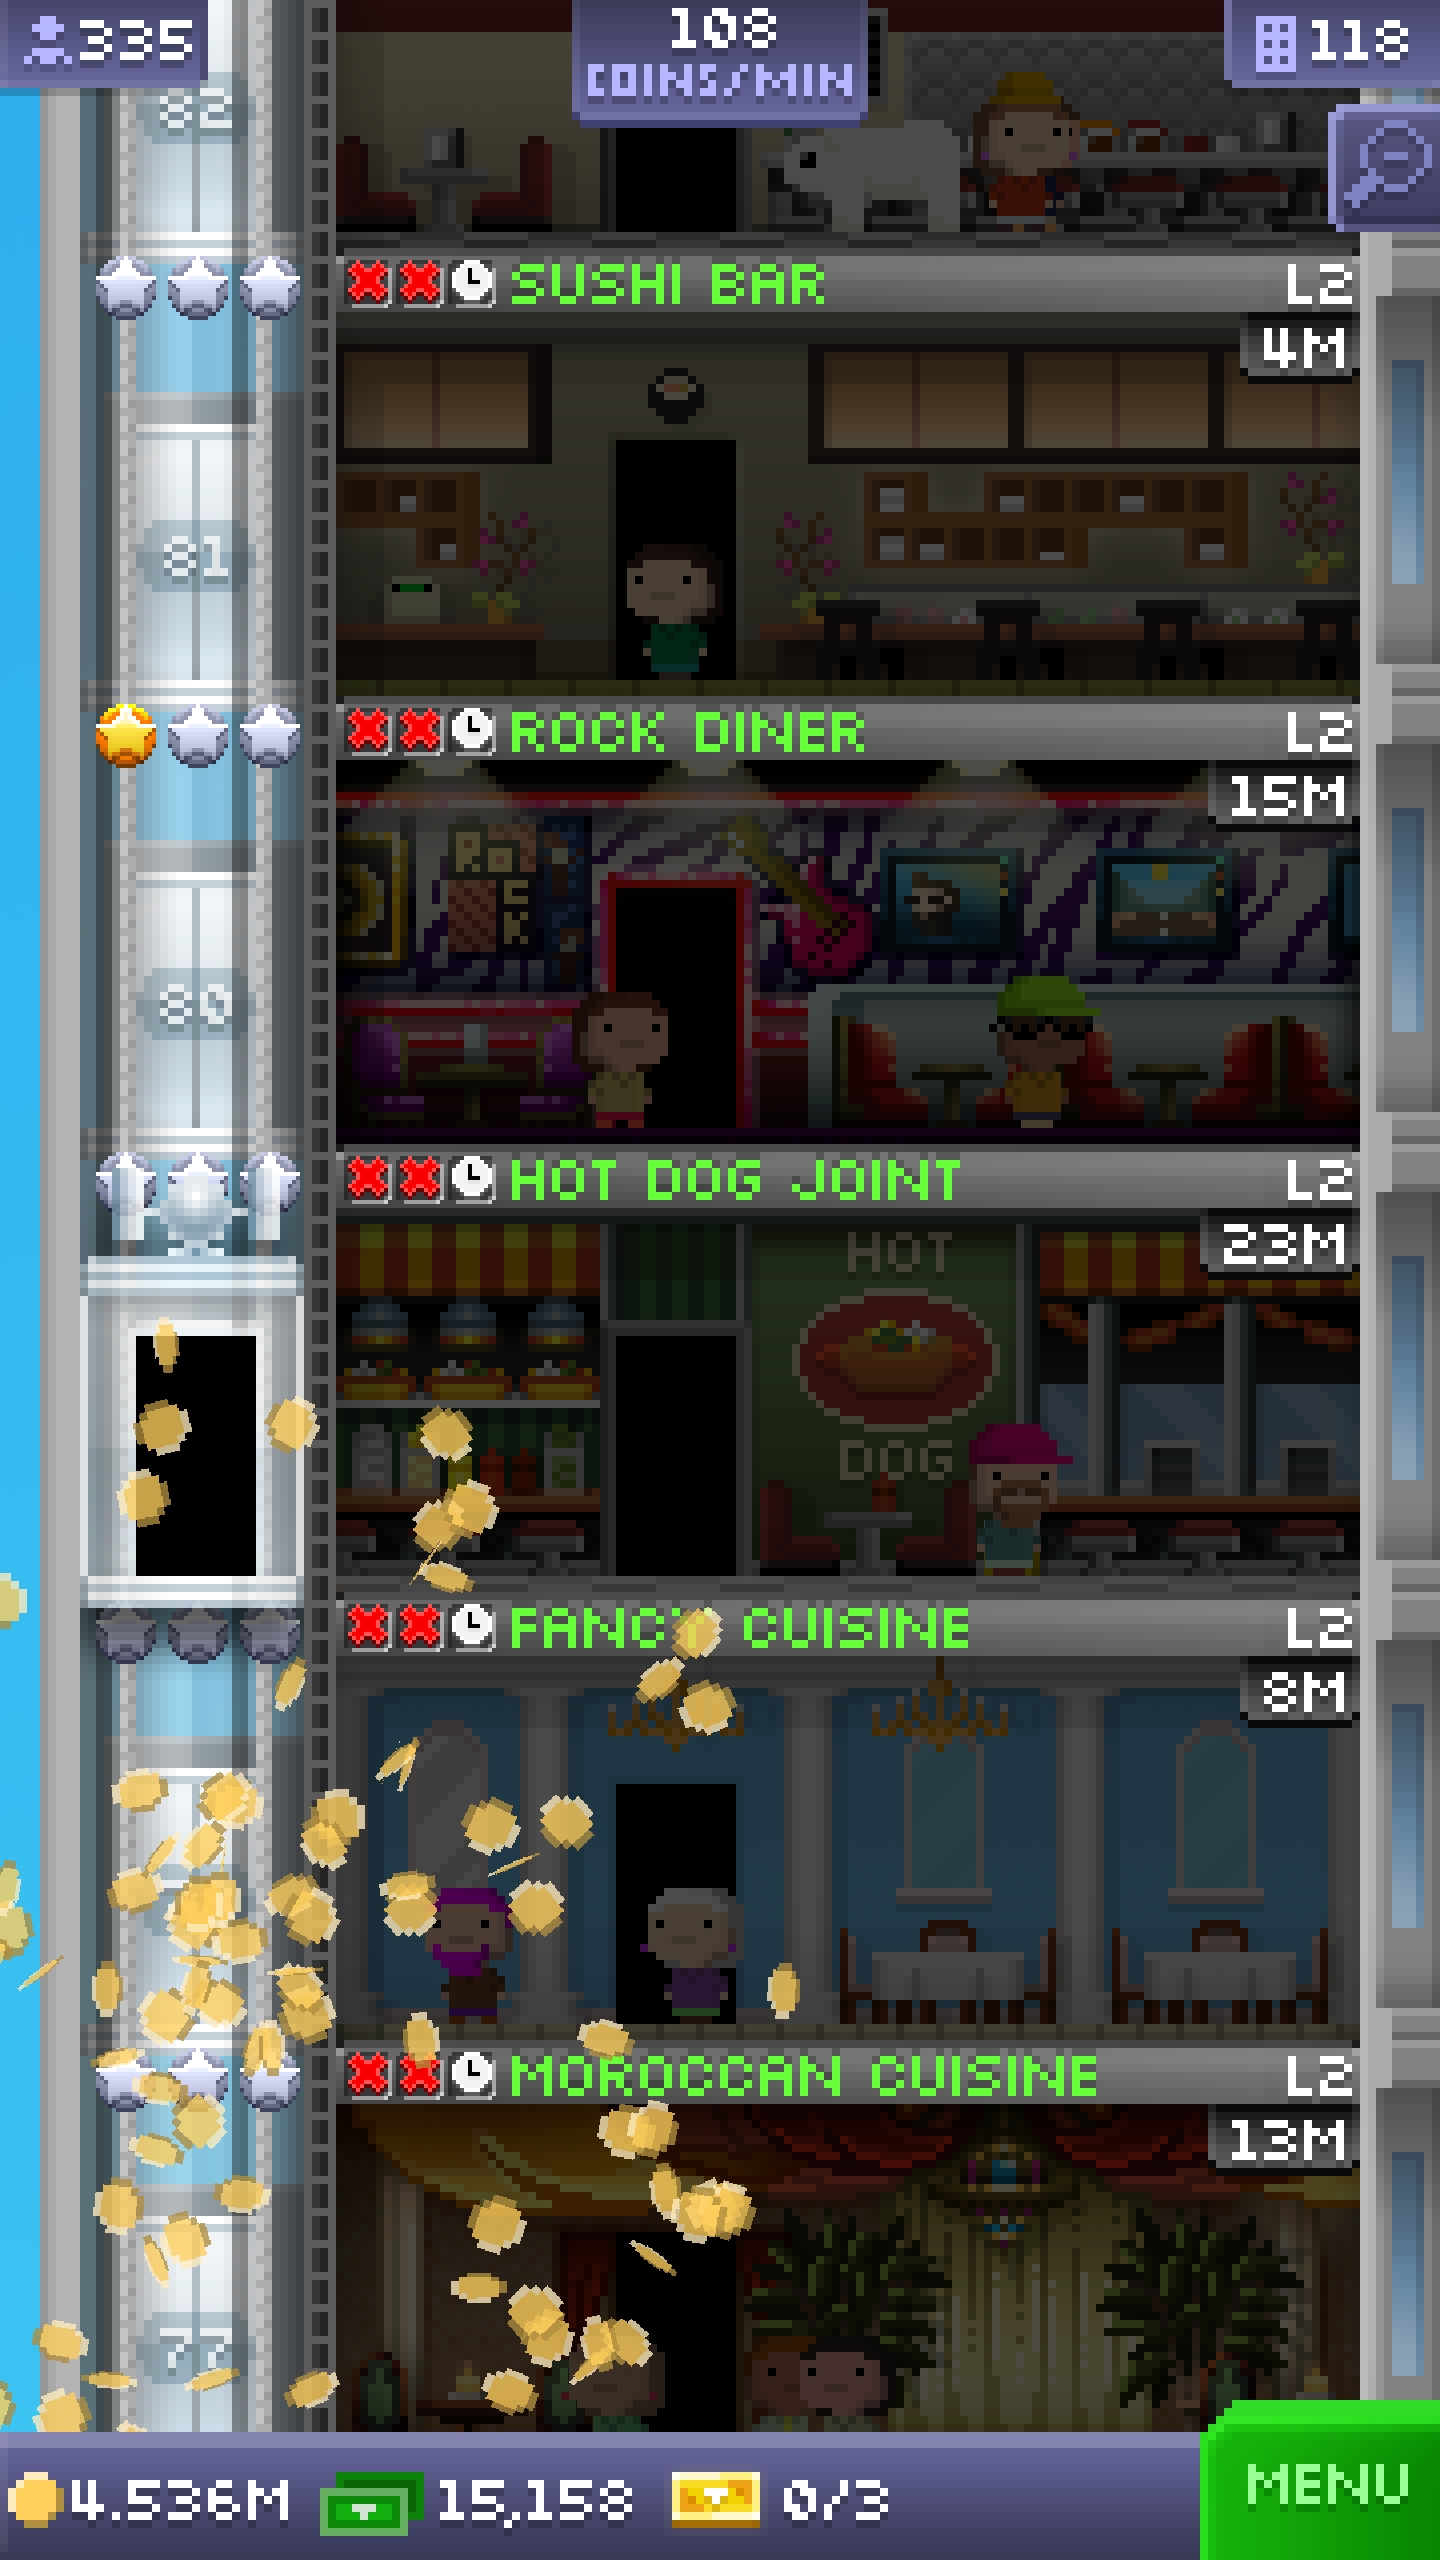 335
108
COINS/MIN
118
82
SUSHI BAR L2
4M
81
ROCK DINER L2
15M
RO
CK
80
HOT DOG JOINT L2
23M
HOT
DOG
FANCY CUISINE L2
8M
MOROCCAN CUISINE L2
13M
77
4.536M 15,158 0/3 MENU